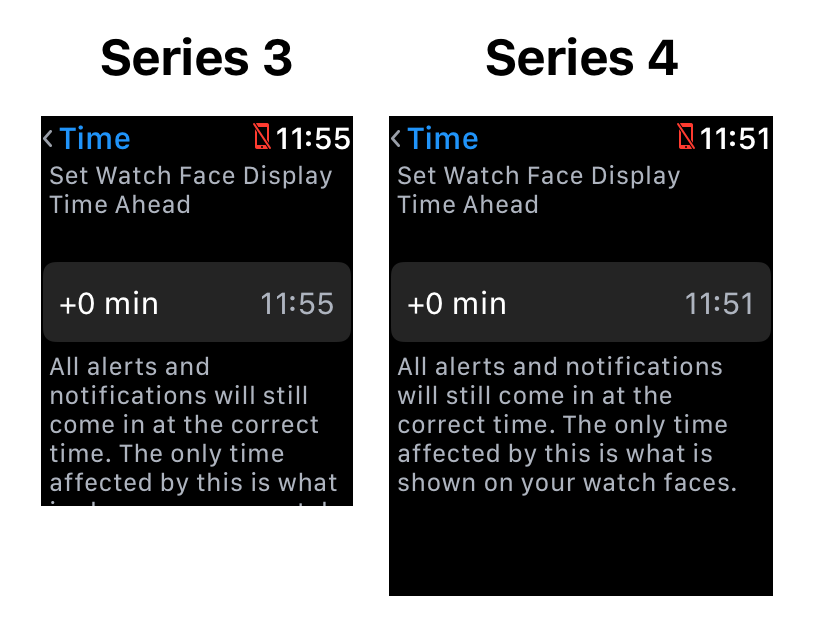 Series 3
Series 4
Time 11:55
Set Watch Face Display
Time Ahead
+0 min 11:55
All alerts and
notifications will still
come in at the correct
time. The only time
affected by this is what
Time 11:51
Set Watch Face Display
Time Ahead
+0 min 11:51
All alerts and notifications
will still come in at the
correct time. The only time
affected by this is what is
shown on your watch faces.